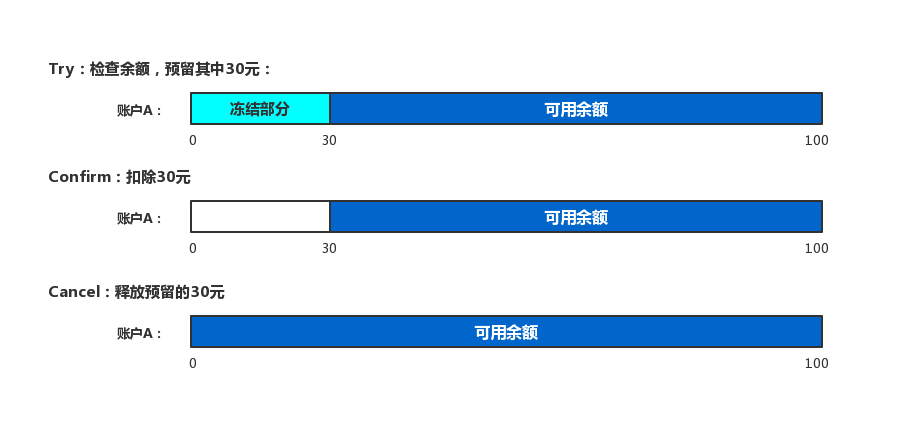 Try：检查余额，预留其中30元：
账户A： 冻结部分 可用余额
0 30 100
Confirm：扣除30元
账户A： 可用余额
0 30 100
Cancel：释放预留的30元
账户A： 可用余额
0 100